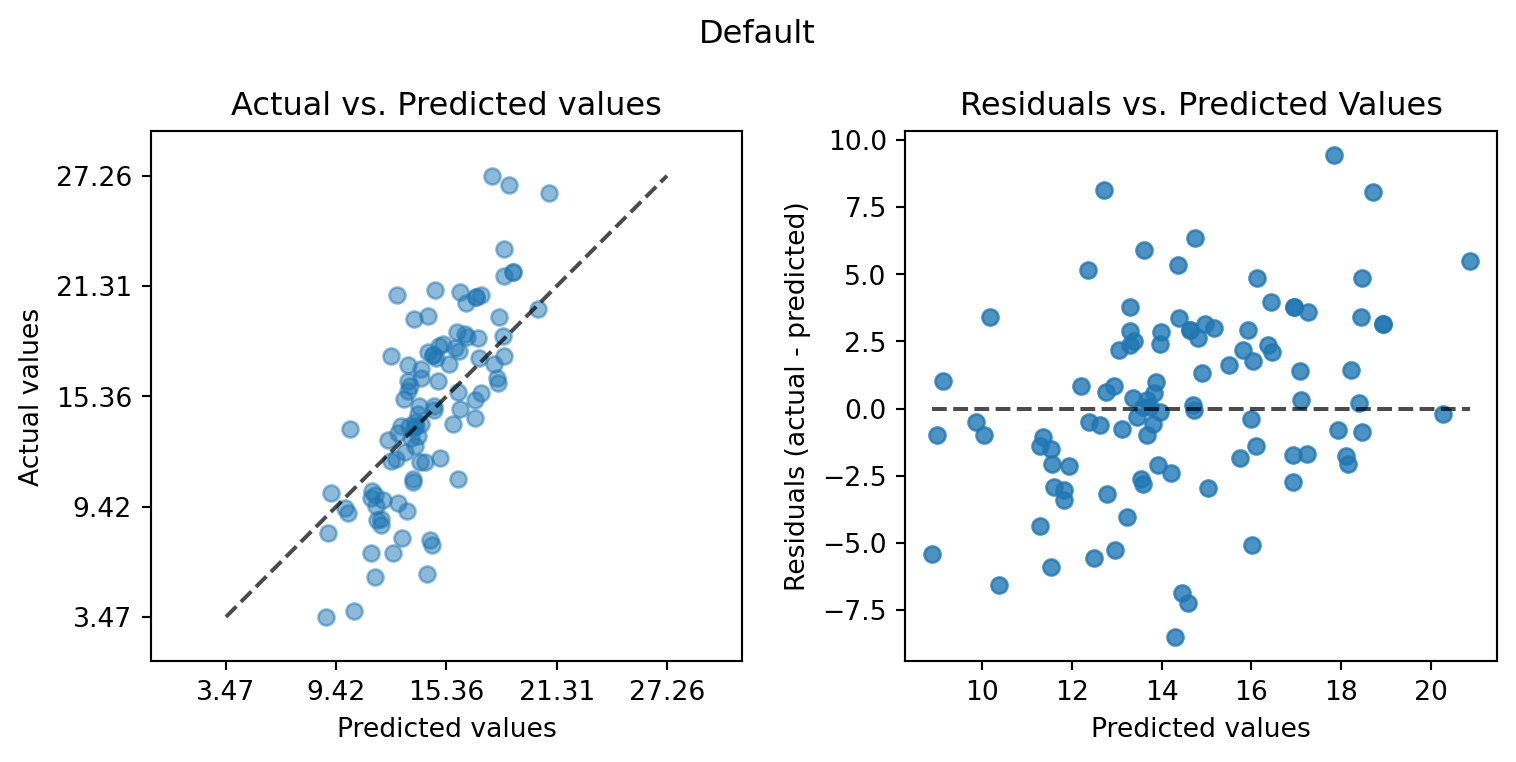 Default
Actual vs. Predicted values
27.26
21.31
15.36
9.42
3.47
Actual values
3.47 9.42 15.36 21.31 27.26
Predicted values
Residuals vs. Predicted Values
10.0
7.5
5.0
2.5
0.0
−2.5
−5.0
−7.5
Residuals (actual - predicted)
10 12 14 16 18 20
Predicted values